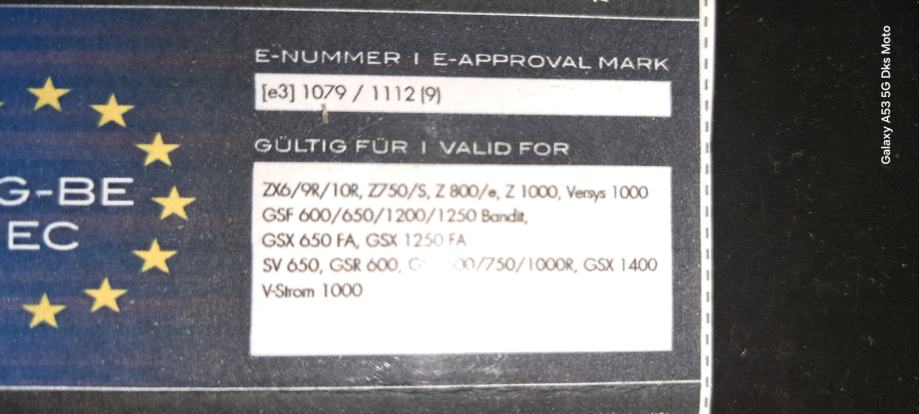 E-NUMMER | E-APPROVAL MARK
[e3] 1079 / 1112 (9)
GÜLTIG FÜR | VALID FOR
G-BE
EC
ZX6/9R/10R, Z750/S, Z 800/e, Z 1000, Versys 1000
GSF 600/650/1200/1250 Bandit,
GSX 650 FA, GSX 1250 FA
SV 650, GSR 600, /750/1000R, GSX 1400
V-Strom 1000
Galaxy A53 5G Dks Moto